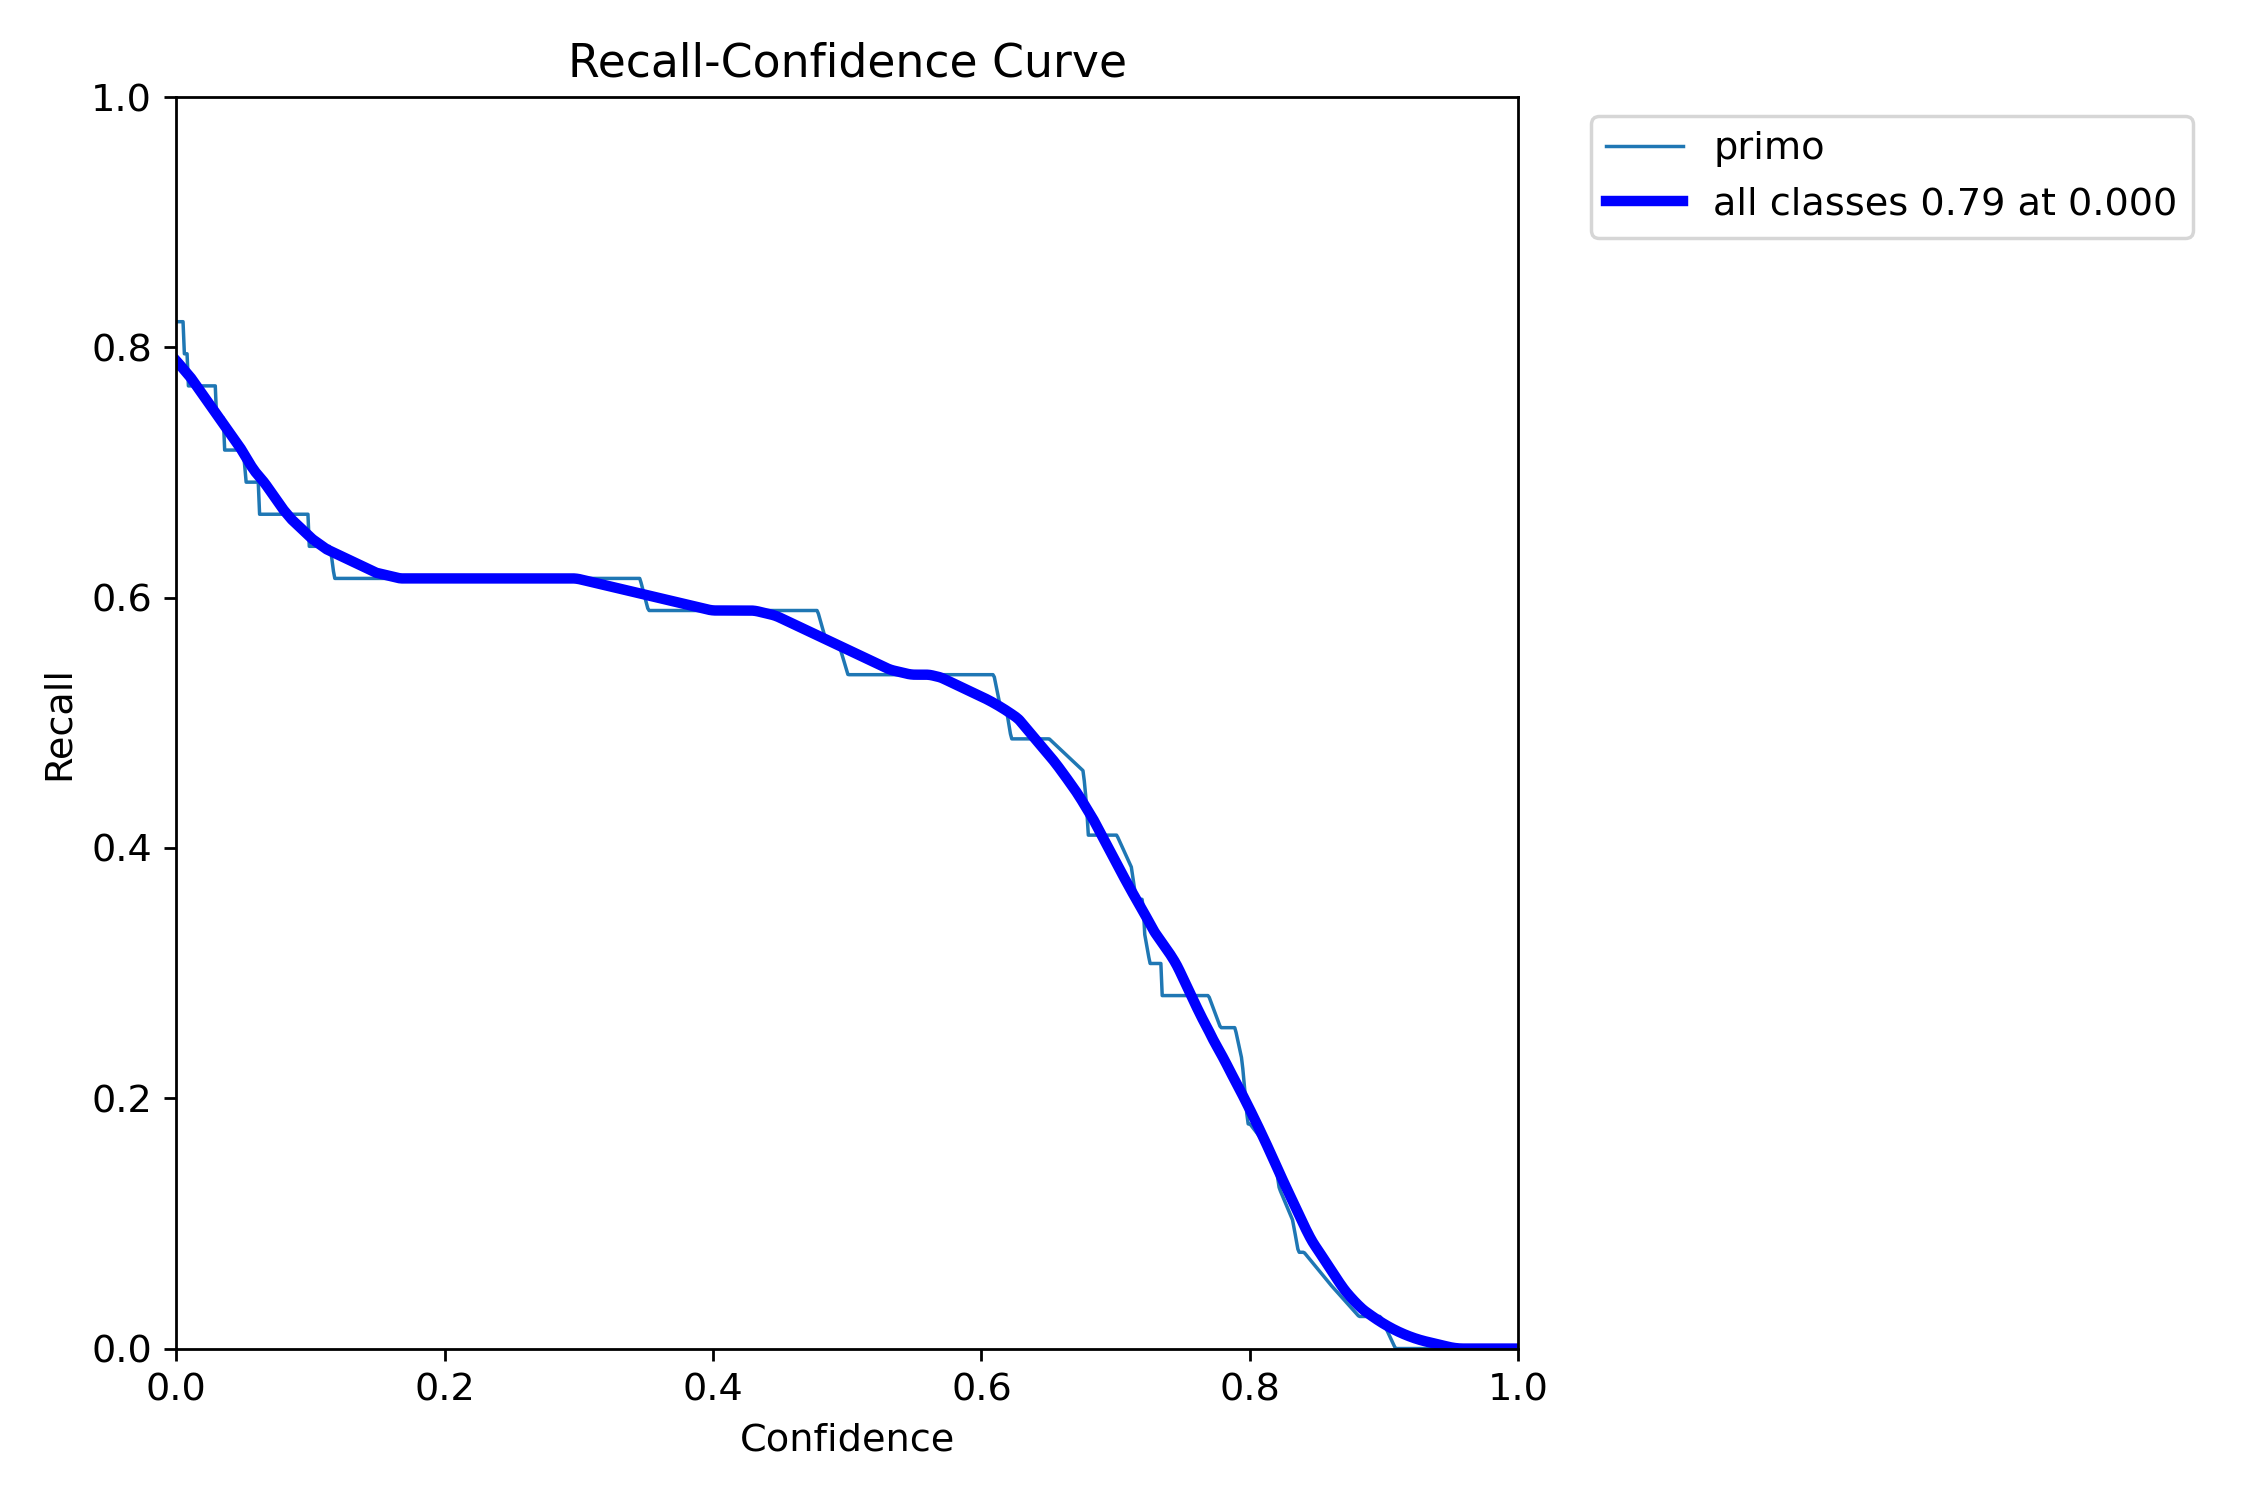 Recall-Confidence Curve
1.0
0.8
0.6
0.4
0.2
0.0
Recall
0.0 0.2 0.4 0.6 0.8 1.0
Confidence
primo
all classes 0.79 at 0.000